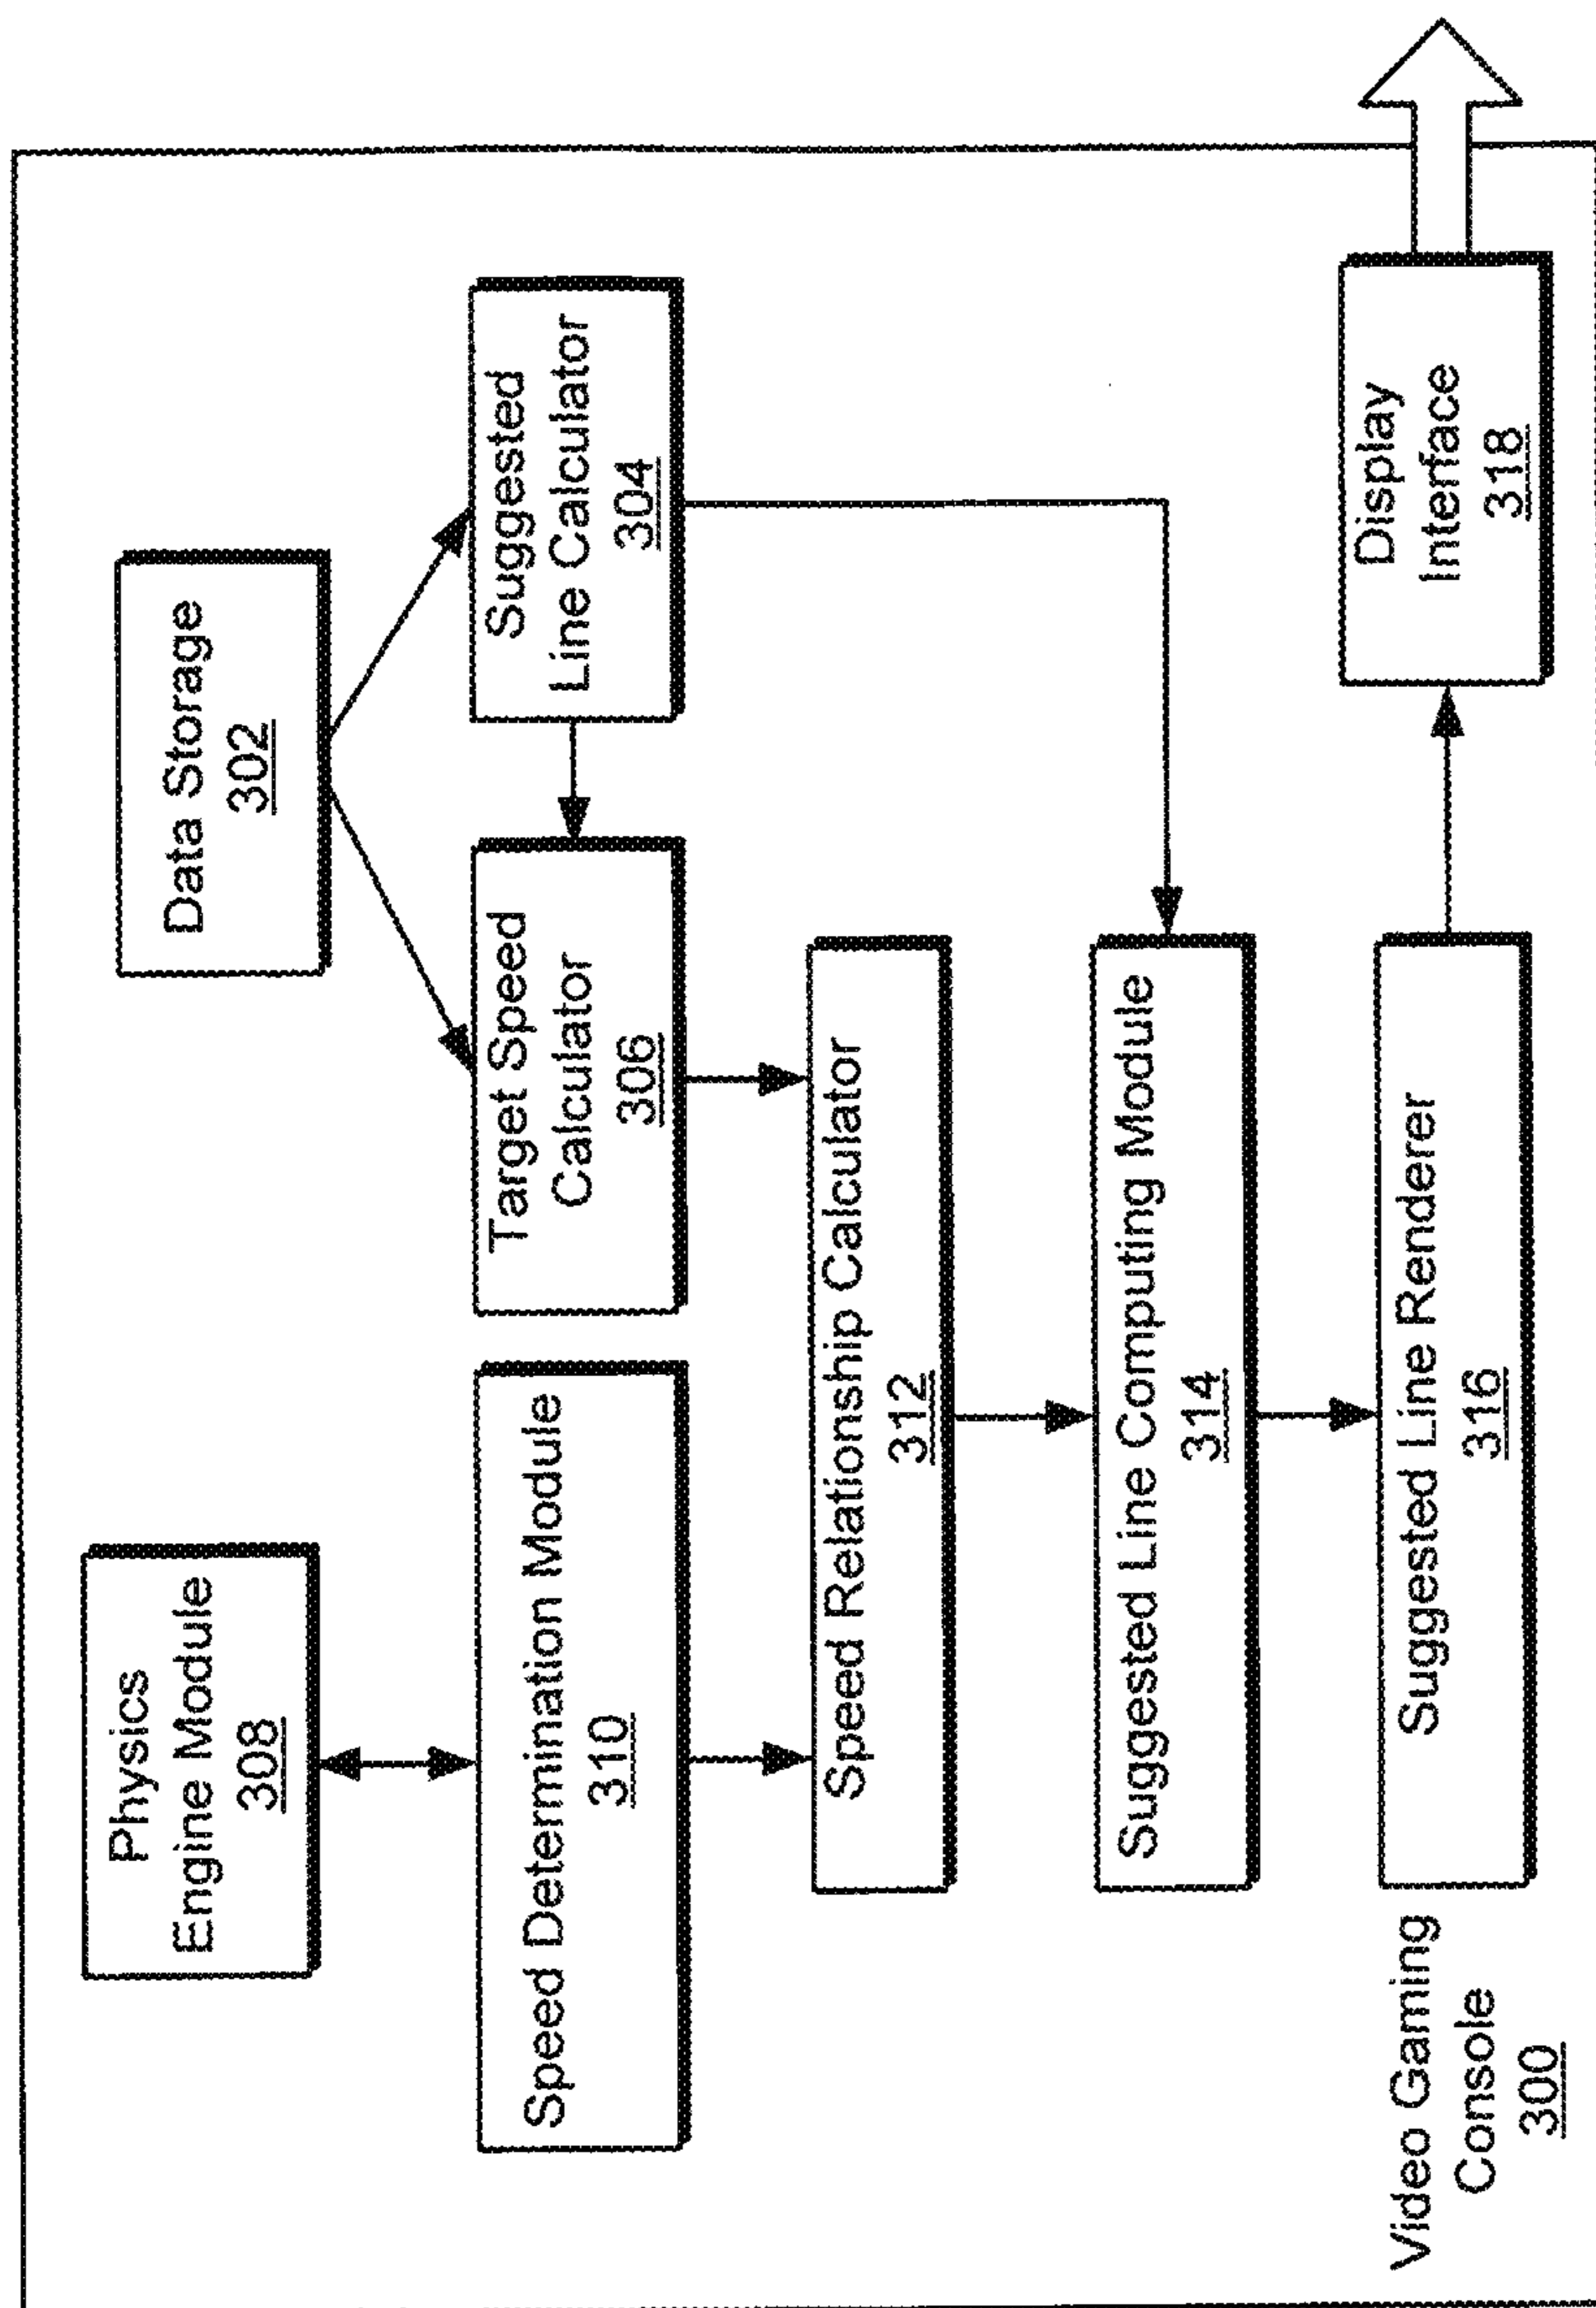 Physics
Engine Module
308
Data Storage
302
Speed Determination Module
310
Target Speed
Calculator
306
Suggested
Line Calculator
304
Speed Relationship Calculator
312
Suggested Line Computing Module
314
Suggested Line Renderer
316
Display
Interface
318
Video Gaming
Console
300